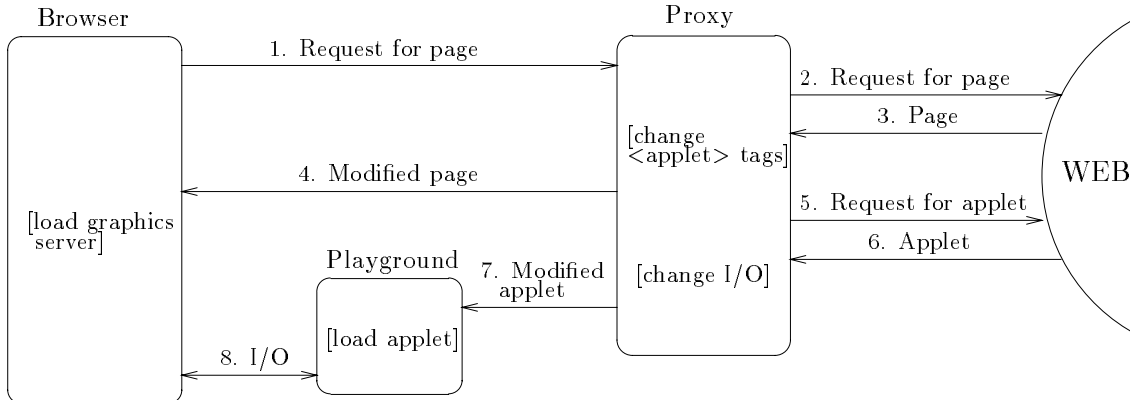 Browser
Proxy
1. Request for page
2. Request for page
3. Page
[change
<applet> tags]
4. Modified page
WEB
5. Request for applet
[load graphics
server]
6. Applet
Playground
7. Modified
applet
[change I/O]
[load applet]
8. I/O